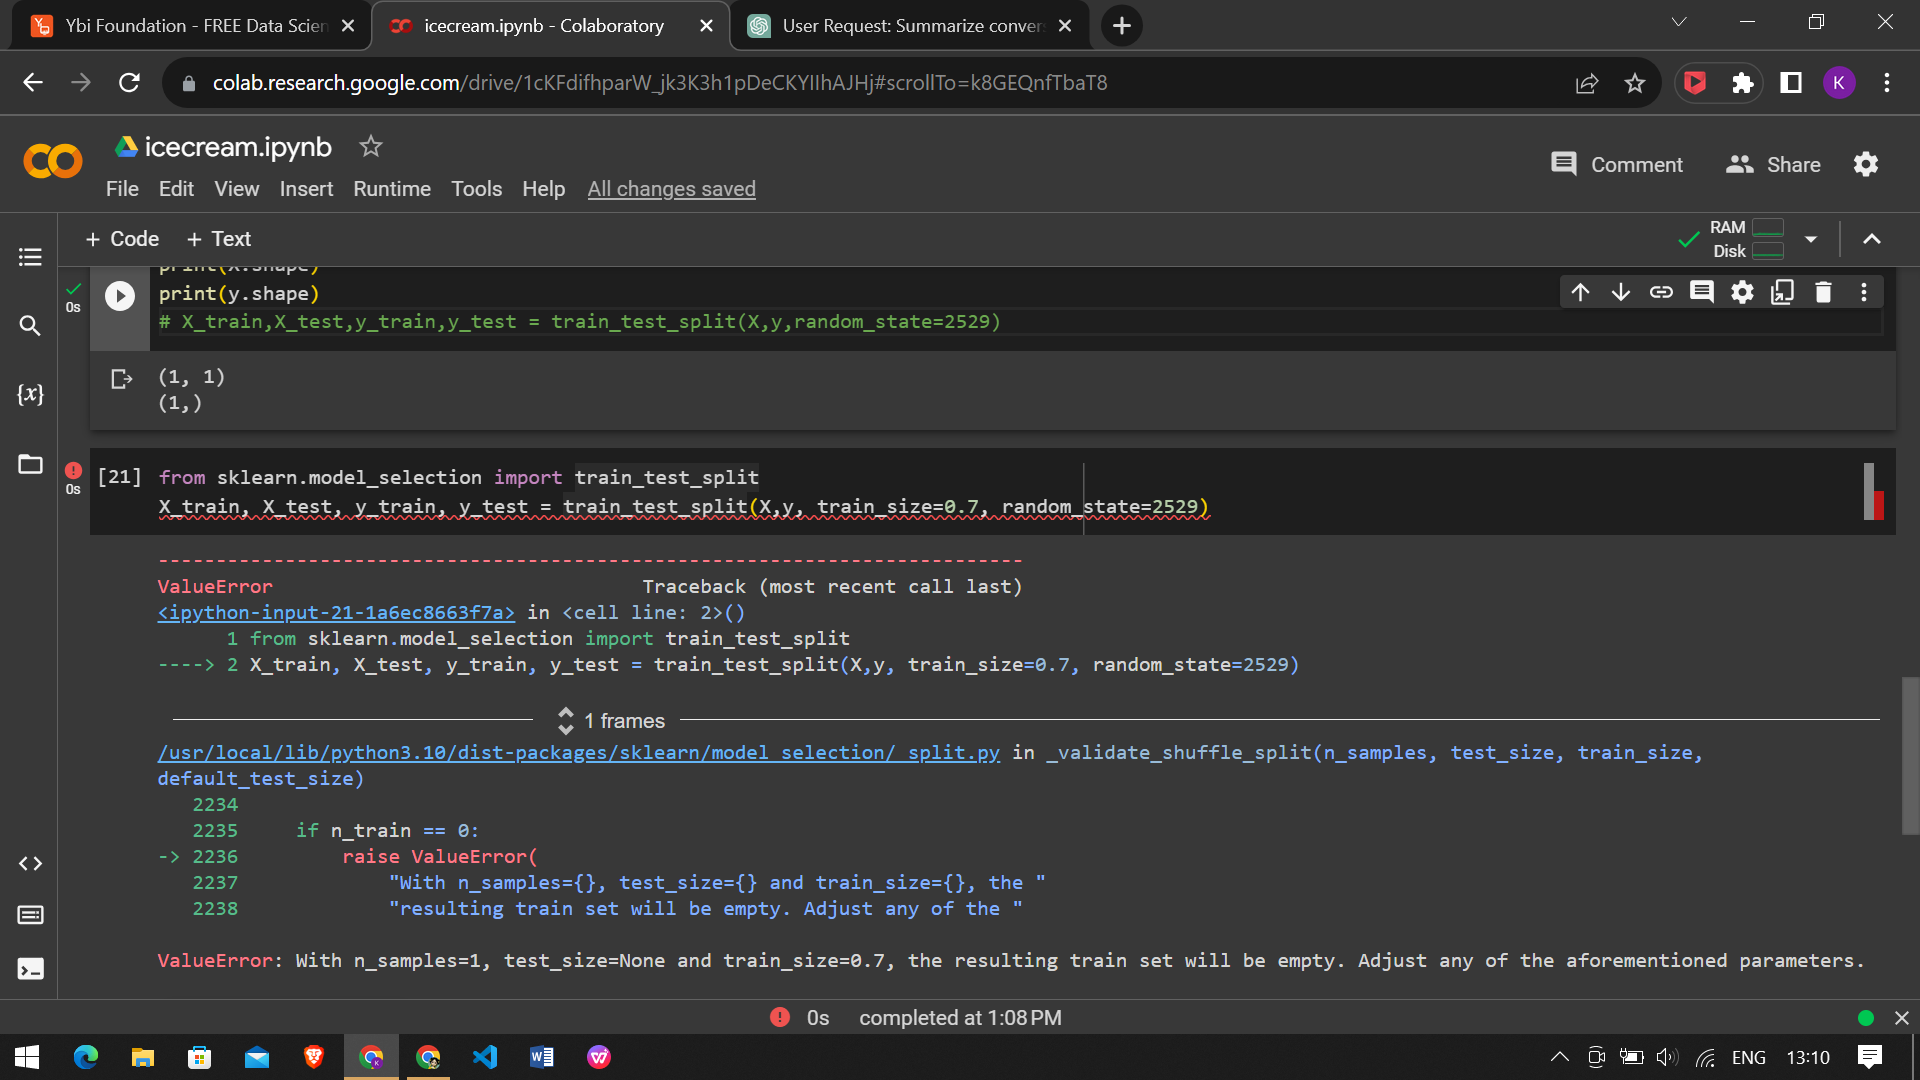 Ybi Foundation - FREE Data Scien
icecream.ipynb - Colaboratory
User Request: Summarize conver
colab.research.google.com/drive/1cKFdifhparW_jk3K3h1pDeCKYIIhAJHj#scrollTo=k8GEQnfTbaT8
K
icecream.ipynb
File Edit View Insert Runtime Tools Help All changes saved
Comment
Share
+ Code + Text
RAM
Disk
0s
print(X.shape)
print(y.shape)
# X_train,X_test,y_train,y_test = train_test_split(X,y,random_state=2529)
(1, 1)
(1,)
{x}
0s
[21] from sklearn.model_selection import train_test_split
X_train, X_test, y_train, y_test = train_test_split(X,y, train_size=0.7, random_state=2529)
---------------------------------------------------------------------------
ValueError Traceback (most recent call last)
<ipython-input-21-1a6ec8663f7a> in <cell line: 2>()
1 from sklearn.model_selection import train_test_split
----> 2 X_train, X_test, y_train, y_test = train_test_split(X,y, train_size=0.7, random_state=2529)
1 frames
/usr/local/lib/python3.10/dist-packages/sklearn/model_selection/_split.py in _validate_shuffle_split(n_samples, test_size, train_size,
default_test_size)
2234
2235 if n_train == 0:
-> 2236 raise ValueError(
2237 "With n_samples={}, test_size={} and train_size={}, the "
2238 "resulting train set will be empty. Adjust any of the "
ValueError: With n_samples=1, test_size=None and train_size=0.7, the resulting train set will be empty. Adjust any of the aforementioned parameters.
0s completed at 1:08 PM
ENG 13:10